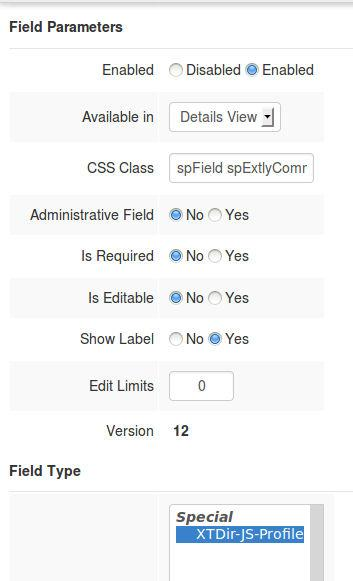 Field Parameters
Enabled Disabled Enabled
Available in Details View
CSS Class spField spExtlyComr
Administrative Field No Yes
Is Required No Yes
Is Editable No Yes
Show Label No Yes
Edit Limits 0
Version 12
Field Type
Special
XTDir-JS-Profile